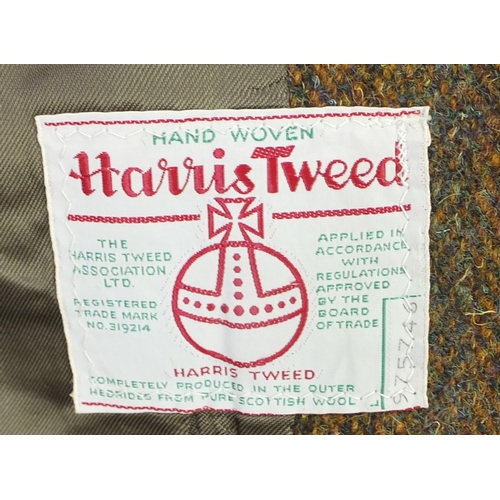 HAND WOVEN
Harris Tweed
THE
HARRIS TWEED
ASSOCIATION
LTD.
REGISTERED
TRADE MARK
NO. 319214
APPLIED IN
ACCORDANCE
WITH
REGULATIONS
APPROVED
BY THE
BOARD
OF TRADE
HARRIS TWEED
COMPLETELY PRODUCED IN THE OUTER
HEBRIDES FROM PURE SCOTTISH WOOL
975746